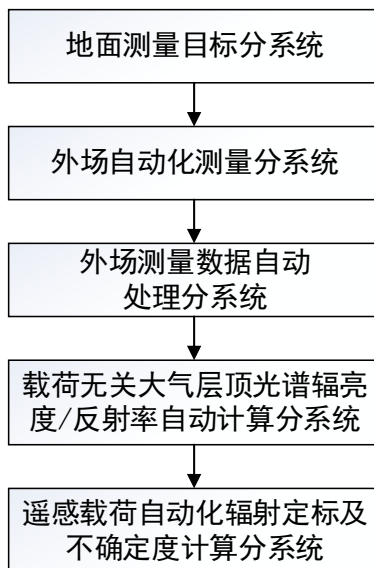 地面测量目标分系统
外场自动化测量分系统
外场测量数据自动
处理分系统
载荷无关大气层顶光谱辐亮
度/反射率自动计算分系统
遥感载荷自动化辐射定标及
不确定度计算分系统